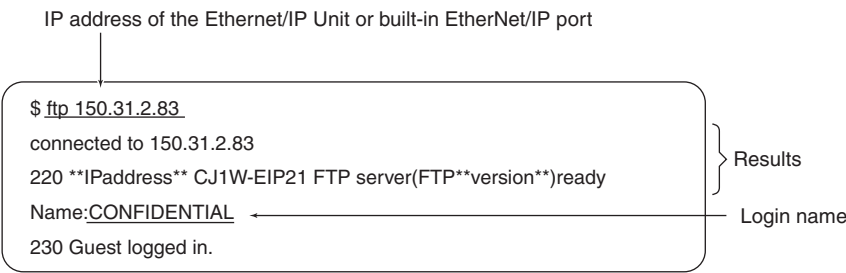 IP address of the Ethernet/IP Unit or built-in EtherNet/IP port
$ ftp 150.31.2.83
connected to 150.31.2.83
220 **IPaddress** CJ1W-EIP21 FTP server(FTP**version**)ready
Results
Name:CONFIDENTIAL
Login name
230 Guest logged in.